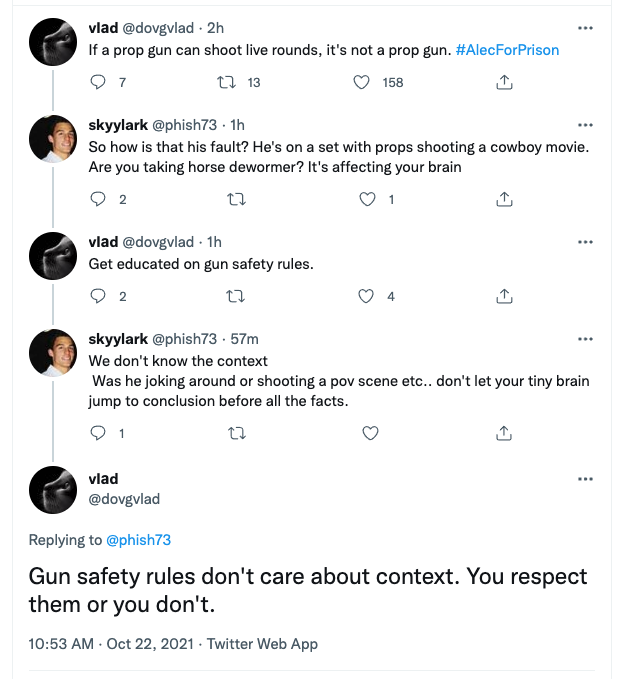 vlad @dovgvlad · 2h
If a prop gun can shoot live rounds, it's not a prop gun. #AlecForPrison
7 13 158
skyylark @phish73 · 1h
So how is that his fault? He's on a set with props shooting a cowboy movie.
Are you taking horse dewormer? It's affecting your brain
2 1
vlad @dovgvlad · 1h
Get educated on gun safety rules.
2 4
skyylark @phish73 · 57m
We don't know the context
Was he joking around or shooting a pov scene etc.. don't let your tiny brain
jump to conclusion before all the facts.
1
vlad
@dovgvlad
Replying to @phish73
Gun safety rules don't care about context. You respect
them or you don't.
10:53 AM · Oct 22, 2021 · Twitter Web App